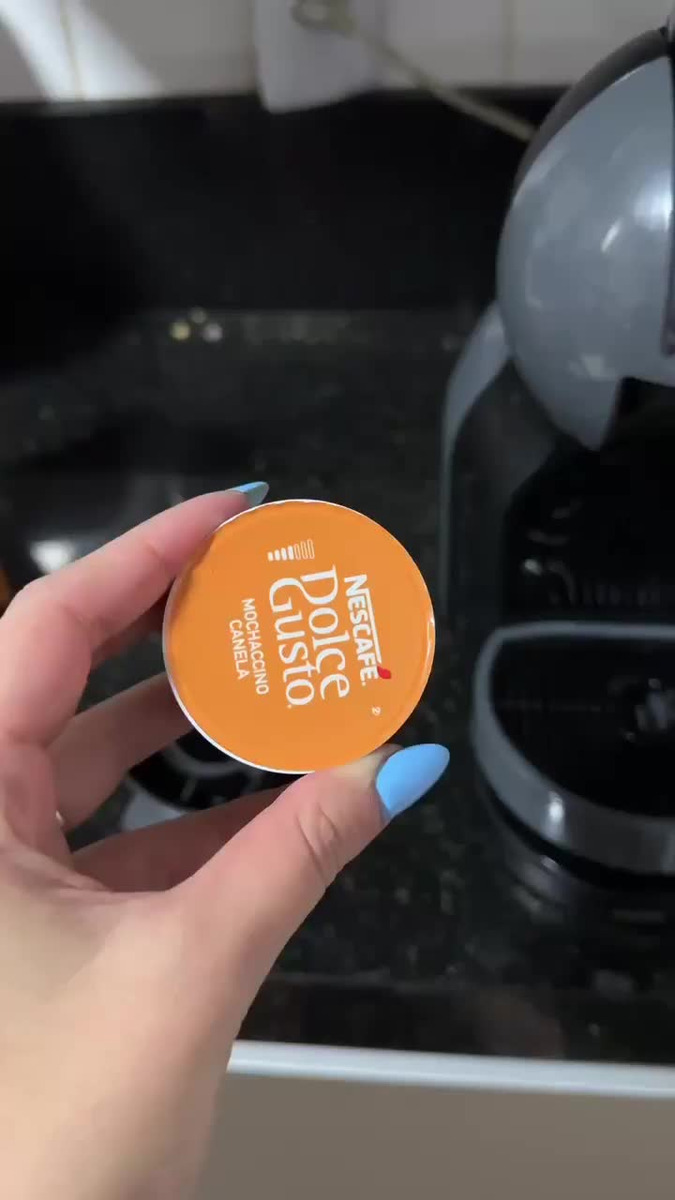 NESCAFÉ.
Dolce
Gusto
MOCHACCINO
CANELA